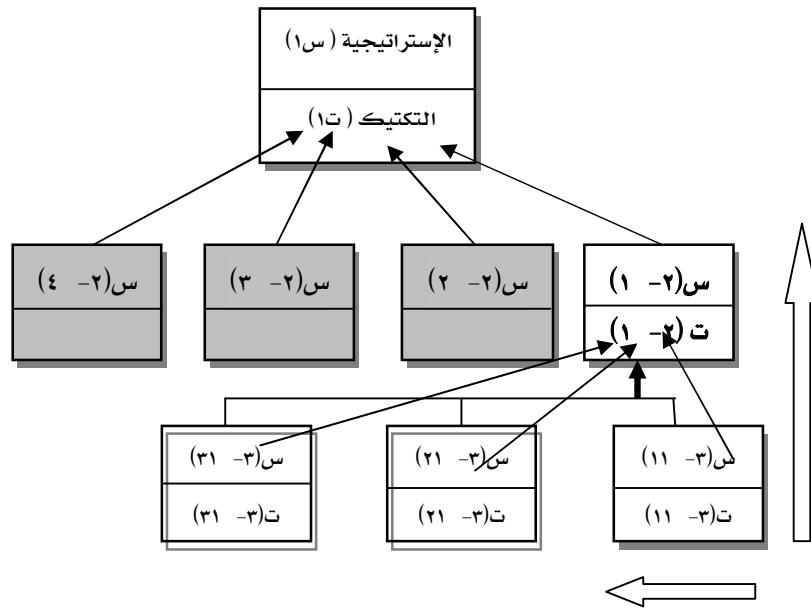 الإستراتيجية (س١)
التكتيك (ت١)
س(٢- ١)
ت (٢- ١)
س(٢- ٢)
س(٢- ٣)
س(٢- ٤)
س(٣- ١١)
ت(٣- ١١)
س(٣- ٢١)
ت(٣- ٢١)
س(٣- ٣١)
ت(٣- ٣١)